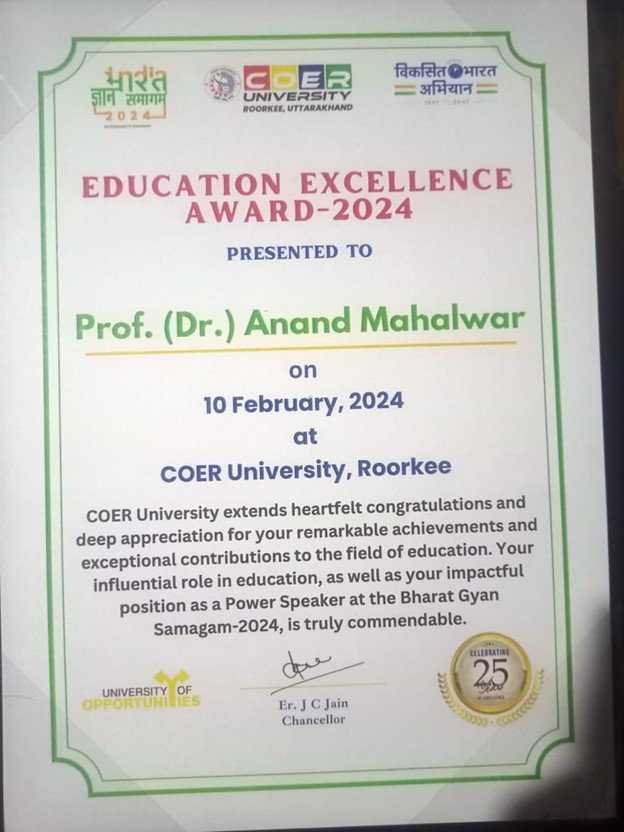 india
भारत
ज्ञान समागम
2024
COER
UNIVERSITY
ROORKEE, UTTARAKHAND
विकसित भारत
अभियान
EDUCATION EXCELLENCE
AWARD-2024
PRESENTED TO
Prof. (Dr.) Anand Mahalwar
on
10 February, 2024
at
COER University, Roorkee
COER University extends heartfelt congratulations and
deep appreciation for your remarkable achievements and
exceptional contributions to the field of education. Your
influential role in education, as well as your impactful
position as a Power Speaker at the Bharat Gyan
Samagam-2024, is truly commendable.
UNIVERSITY OF
OPPORTUNITIES
Er. J C Jain
Chancellor
CELEBRATING
25
Years
OF EXCELLENCE